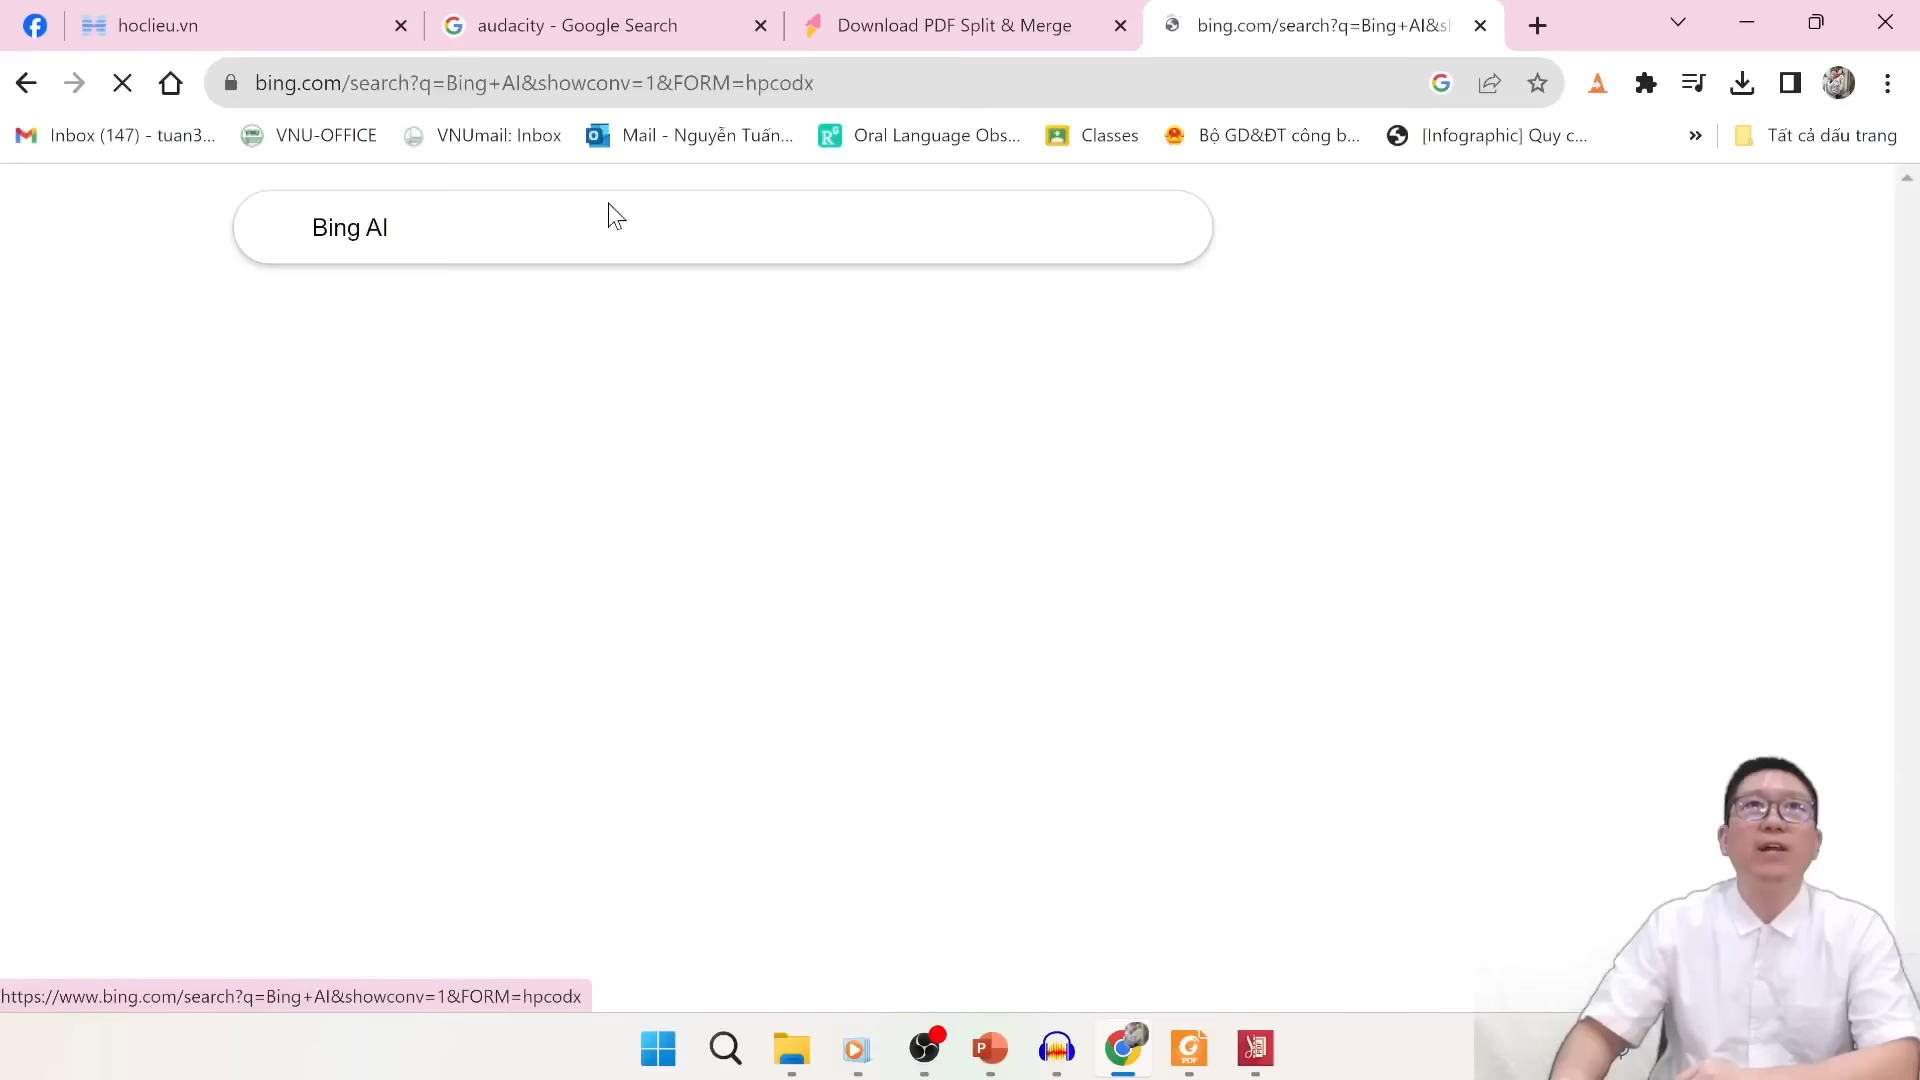 hoclieu.vn
audacity - Google Search
Download PDF Split & Merge
bing.com/search?q=Bing+AI&s
bing.com/search?q=Bing+AI&showconv=1&FORM=hpcodx
Inbox (147) - tuan3...
VNU-OFFICE
VNUmail: Inbox
Mail - Nguyễn Tuấn...
Oral Language Obs...
Classes
Bộ GD&ĐT công b...
[Infographic] Quy c...
»
Tất cả dấu trang
Bing AI
https://www.bing.com/search?q=Bing+AI&showconv=1&FORM=hpcodx